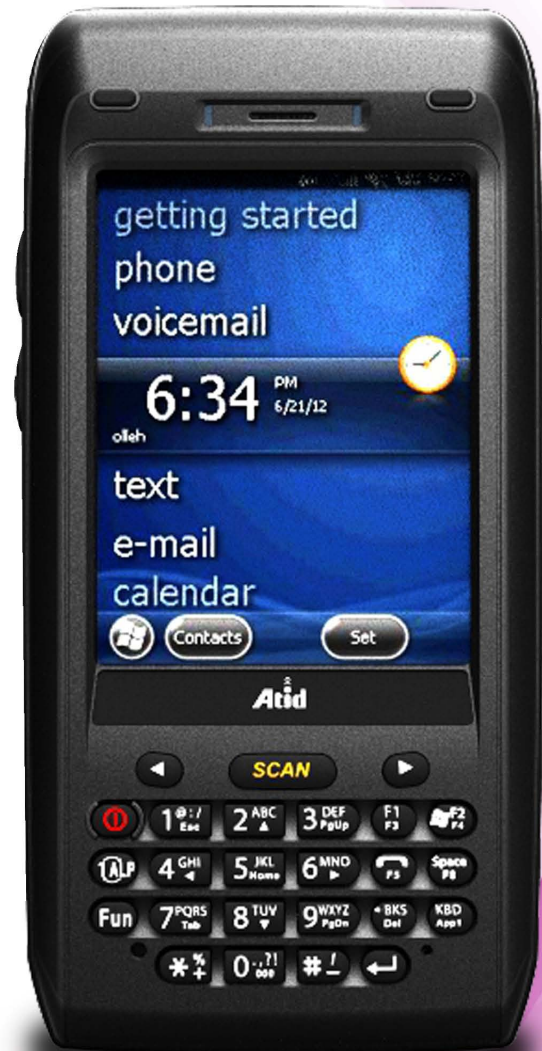 getting started
phone
voicemail
6:34 PM
6/21/12
olleh
text
e-mail
calendar
Contacts Set
Atid
SCAN
1 @:/ Esc 2 ABC 3 DEF PgUp F1 F3 F2 F4
1 A LP 4 GHI 5 JKL Home 6 MNO F5 Space F8
Fun 7 PQRS Tab 8 TUV 9 WXYZ PgDn BKS Del KBD App1
* % + 0 .,?! # ! -